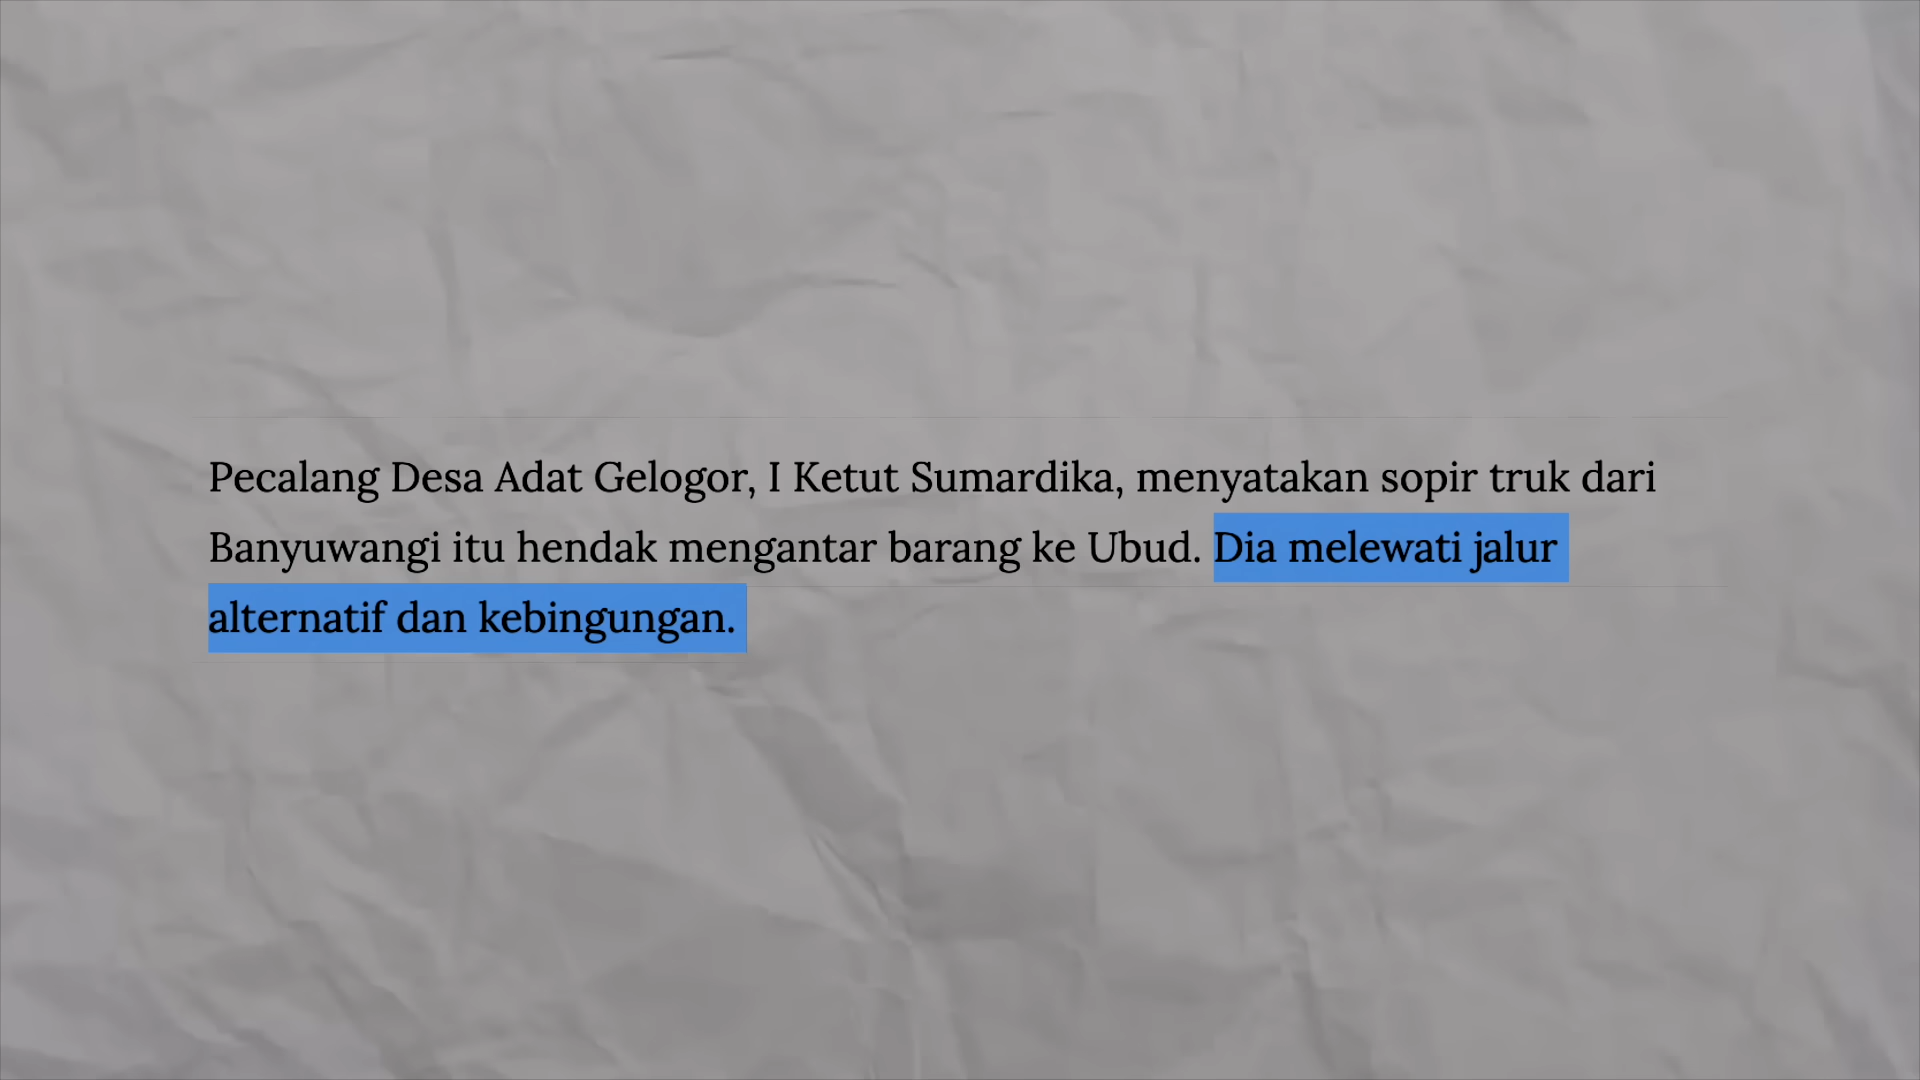 Pecalang Desa Adat Gelogor, I Ketut Sumardika, menyatakan sopir truk dari
Banyuwangi itu hendak mengantar barang ke Ubud. Dia melewati jalur
alternatif dan kebingungan.